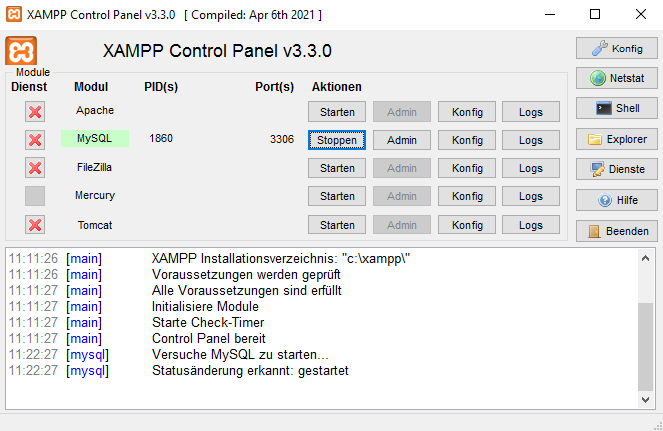 XAMPP Control Panel v3.3.0 [ Compiled: Apr 6th 2021 ]
XAMPP Control Panel v3.3.0
Konfig
Module
Dienst Modul PID(s) Port(s) Aktionen
Netstat
Apache Starten Admin Konfig Logs
Shell
MySQL 1860 3306 Stoppen Admin Konfig Logs
Explorer
FileZilla Starten Admin Konfig Logs
Dienste
Mercury Starten Admin Konfig Logs
Hilfe
Tomcat Starten Admin Konfig Logs
Beenden
11:11:26 [main] XAMPP Installationsverzeichnis: "c:\xampp\"
11:11:26 [main] Voraussetzungen werden geprüft
11:11:27 [main] Alle Voraussetzungen sind erfüllt
11:11:27 [main] Initialisiere Module
11:11:27 [main] Starte Check-Timer
11:11:27 [main] Control Panel bereit
11:22:27 [mysql] Versuche MySQL zu starten...
11:22:27 [mysql] Statusänderung erkannt: gestartet